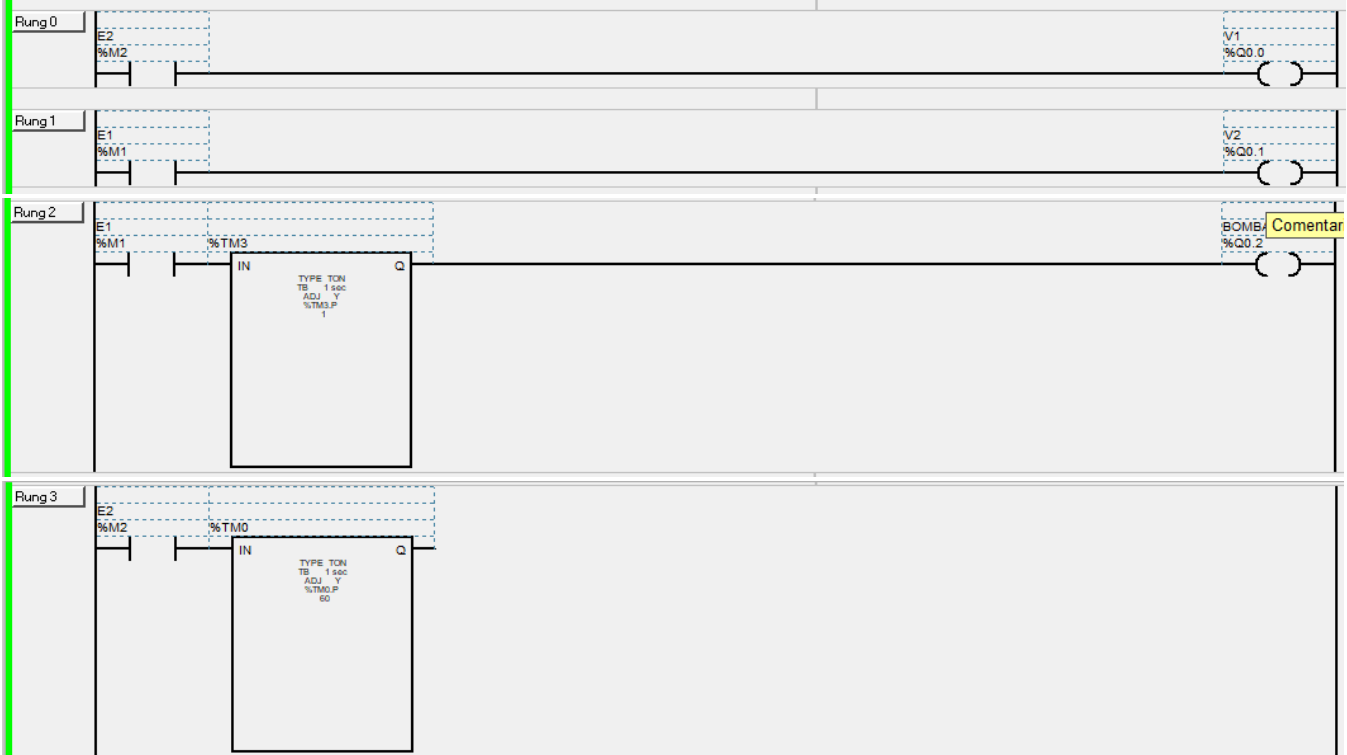 Rung 0
E2
%M2
V1
%Q0.0
Rung 1
E1
%M1
V2
%Q0.1
Rung 2
E1
%M1
%TM3
IN
Q
TYPE TON
TB 1 sec
ADJ Y
%TM3.P
1
BOMBA
%Q0.2
Comentar
Rung 3
E2
%M2
%TM0
IN
Q
TYPE TON
TB 1 sec
ADJ Y
%TM0.P
60